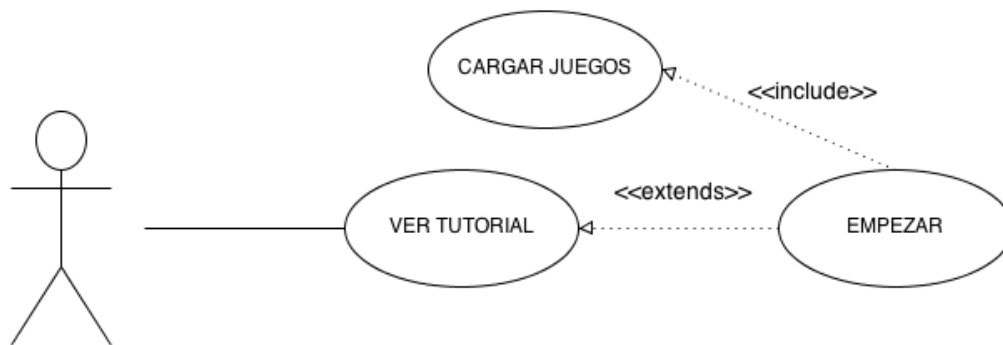 CARGAR JUEGOS
<<include>>
<<extends>>
VER TUTORIAL
EMPEZAR